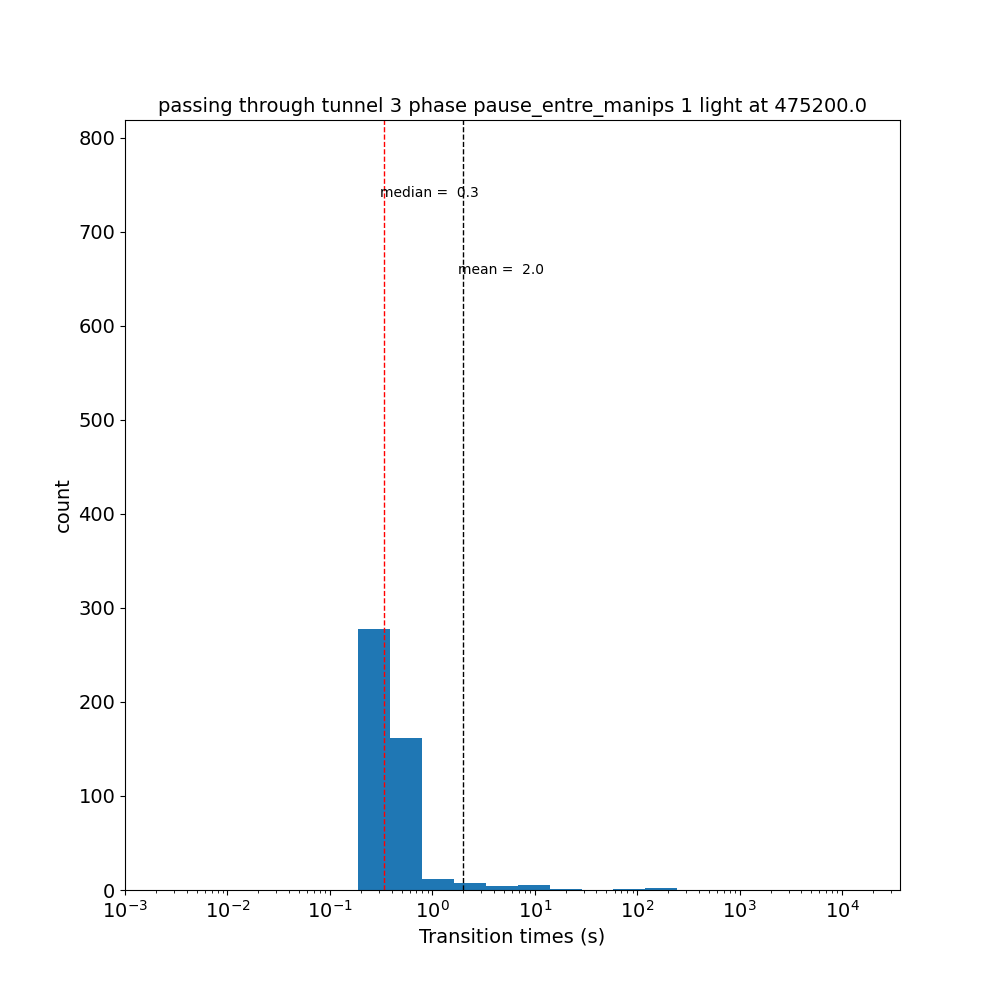 passing through tunnel 3 phase pause_entre_manips 1 light at 475200.0
800
median =  0.3
700
mean =  2.0
600
500
count
400
300
200
100
0
10⁻³ 10⁻² 10⁻¹ 10⁰ 10¹ 10² 10³ 10⁴
Transition times (s)